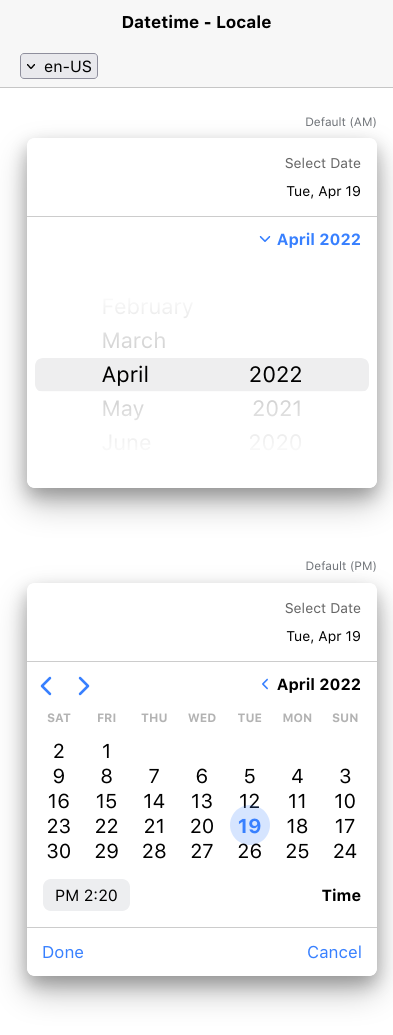 Datetime - Locale
en-US
Default (AM)
Select Date
Tue, Apr 19
April 2022
February
March
April 2022
May 2021
June 2020
Default (PM)
Select Date
Tue, Apr 19
April 2022
SAT FRI THU WED TUE MON SUN
2 1
9 8 7 6 5 4 3
16 15 14 13 12 11 10
23 22 21 20 19 18 17
30 29 28 27 26 25 24
PM 2:20 Time
Done Cancel